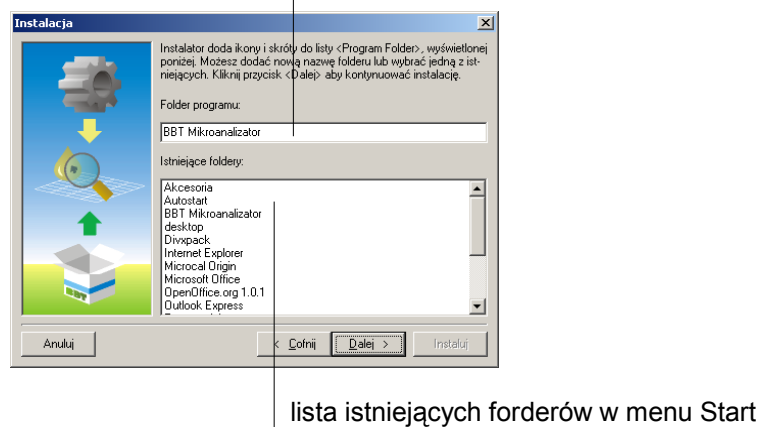 Instalacja
Instalator doda ikony i skróty do listy <Program Folder>, wyświetlonej
poniżej. Możesz dodać nową nazwę folderu lub wybrać jedną z ist-
niejących. Kliknij przycisk <Dalej> aby kontynuować instalację.
Folder programu:
BBT Mikroanalizator
Istniejące foldery:
Akcesoria
Autostart
BBT Mikroanalizator
desktop
Divxpack
Internet Explorer
Microcal Origin
Microsoft Office
OpenOffice.org 1.0.1
Outlook Express
BBT
Anuluj
< Cofnij
Dalej >
Instaluj
lista istniejących forderów w menu Start